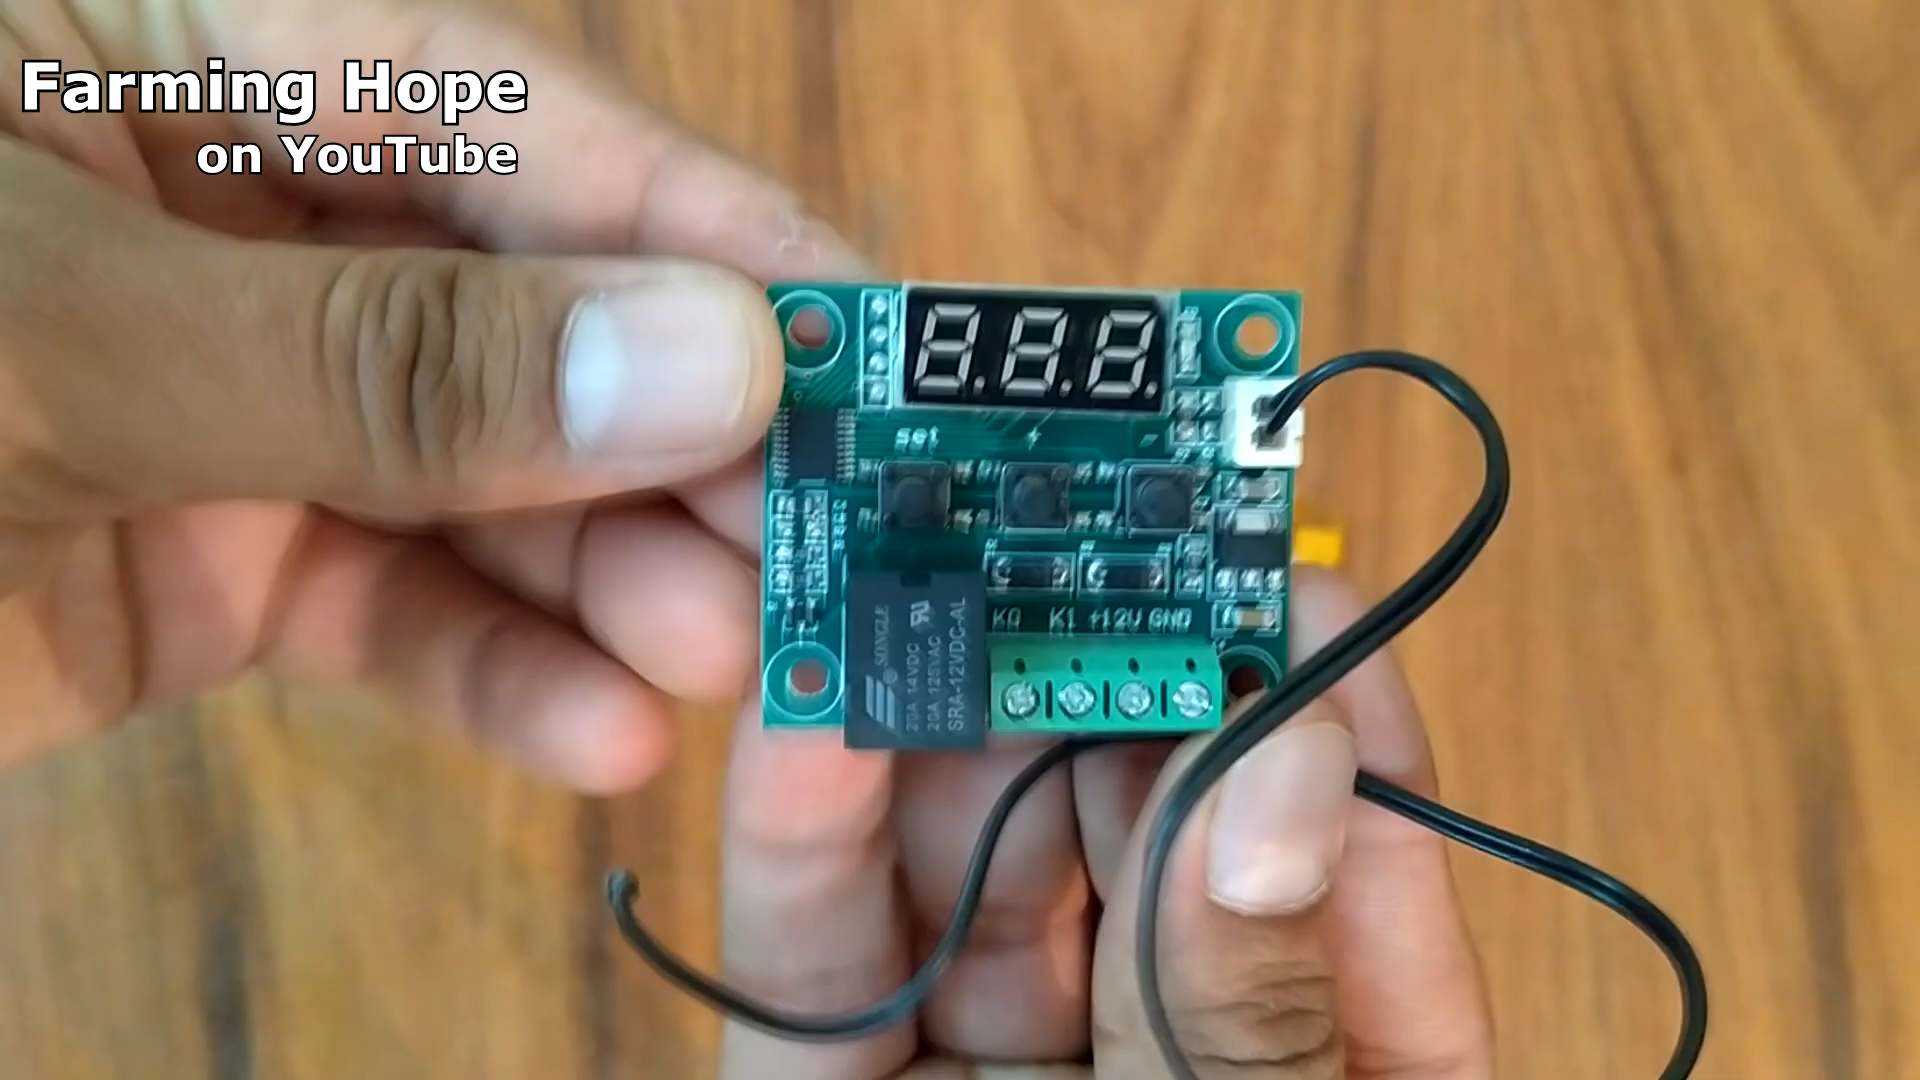 Farming Hope
on YouTube
set
K0 K1 +12V GND
SONGLE
20A 14VDC
20A 125VAC
SRA-12VDC-AL